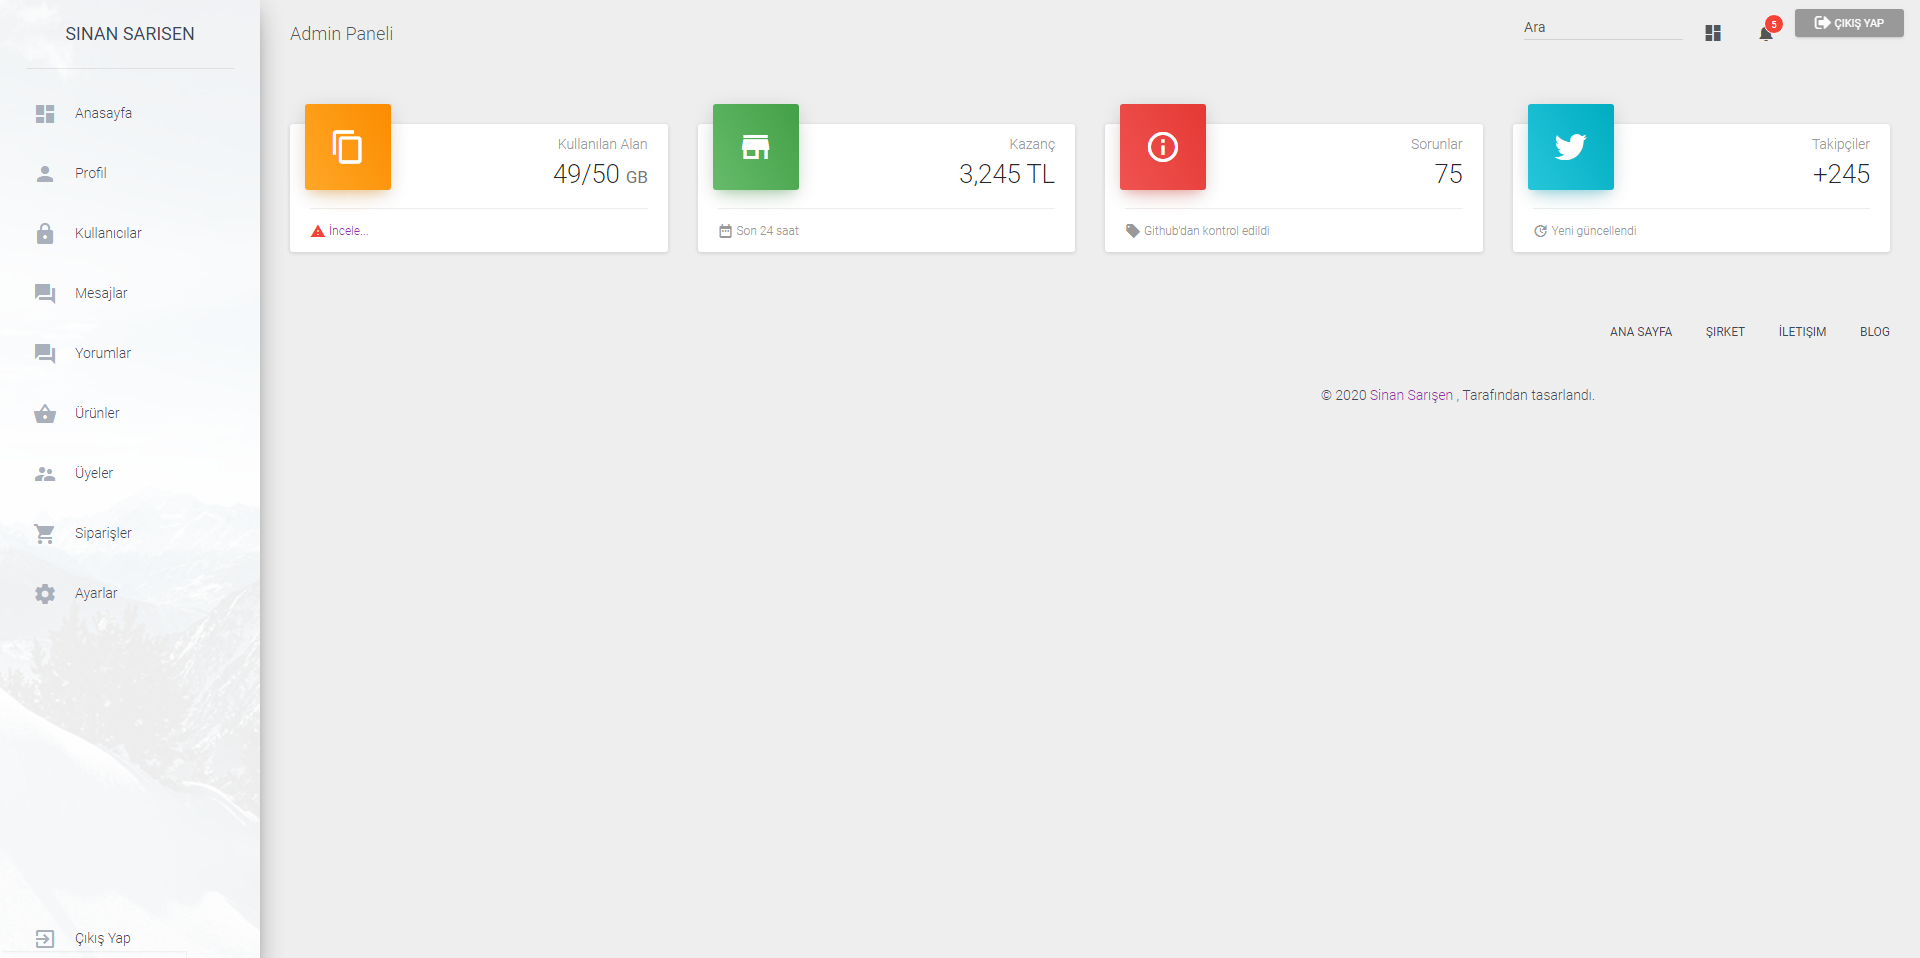 SINAN SARISEN
Anasayfa
Profil
Kullanıcılar
Mesajlar
Yorumlar
Ürünler
Üyeler
Siparişler
Ayarlar
Çıkış Yap
Admin Paneli
Ara
5
ÇIKIŞ YAP
Kullanılan Alan
49/50 GB
İncele...
Kazanç
3,245 TL
Son 24 saat
Sorunlar
75
Github'dan kontrol edildi
Takipçiler
+245
Yeni güncellendi
ANA SAYFA ŞIRKET İLETIŞIM BLOG
© 2020 Sinan Sarışen , Tarafından tasarlandı.